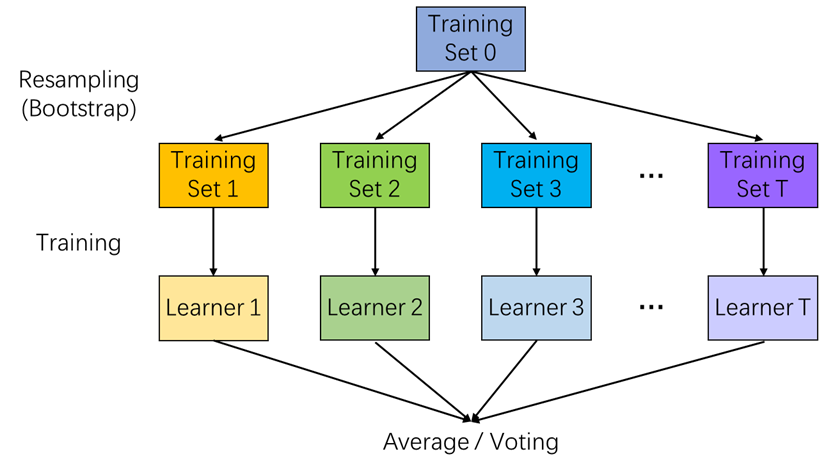 Training
Set 0
Resampling
(Bootstrap)
Training
Set 1
Training
Set 2
Training
Set 3
...
Training
Set T
Training
Learner 1
Learner 2
Learner 3
...
Learner T
Average / Voting